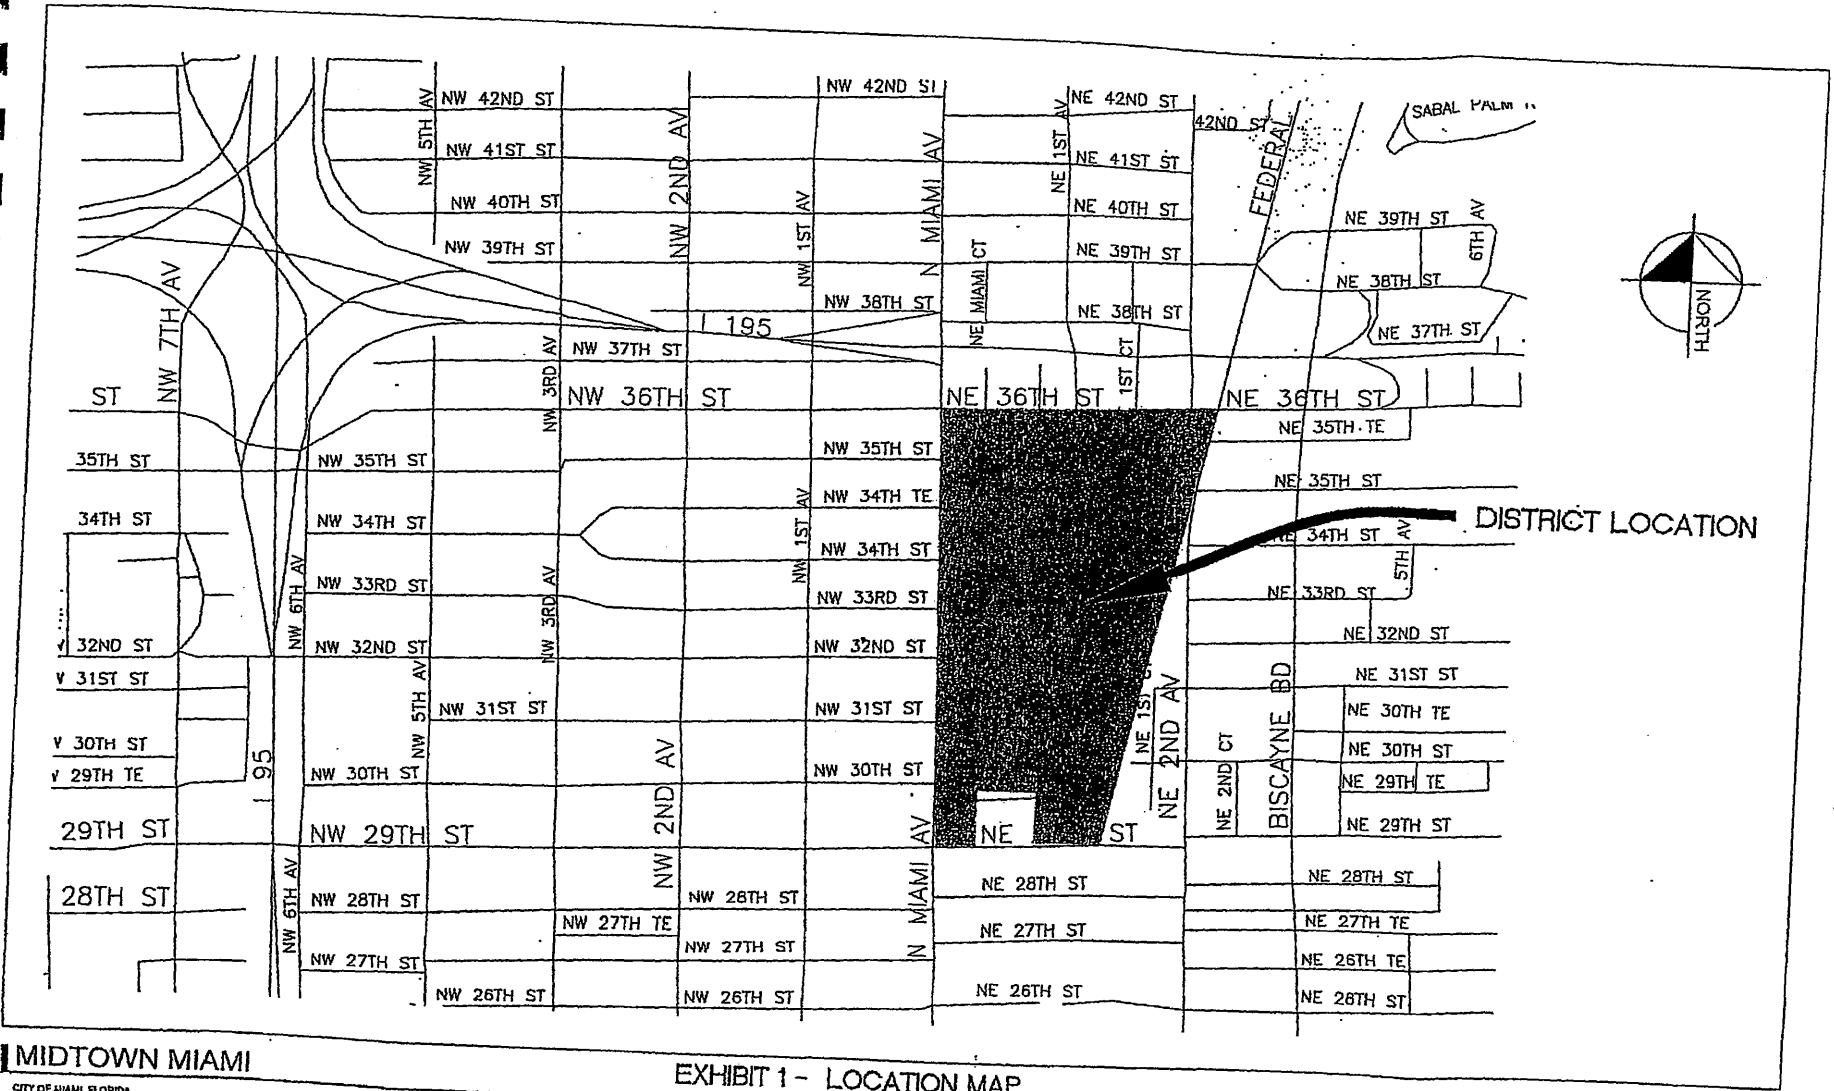 NW 42ND ST
NW 41ST ST
NW 40TH ST
NW 39TH ST
NW 5TH AV
NW 2ND AV
NW 42ND ST
NW 1ST AV
N MIAMI AV
NW 38TH ST
I 195
NW 37TH ST
NW 3RD AV
NW 36TH ST
NW 7TH AV
ST
NE 42ND ST
42ND ST
NE 1ST AV
NE 41ST ST
NE 40TH ST
NE 39TH ST
NE MIAMI CT
NE 38TH ST
1ST CT
NE 36TH ST
FEDERAL
SABAL PALM
NE 39TH ST
6TH AV
NE 38TH ST
NE 37TH ST
NE 36TH ST
NE 35TH TE
NORTH
35TH ST
NW 35TH ST
NW 35TH ST
NW 34TH TE
NE 35TH ST
34TH ST
NW 34TH ST
NW 1ST AV
NW 34TH ST
NE 34TH ST
5TH AV
DISTRICT LOCATION
NW 6TH AV
NW 33RD ST
NW 3RD AV
NW 33RD ST
NE 33RD ST
32ND ST
NW 32ND ST
NW 32ND ST
NE 32ND ST
31ST ST
NW 5TH AV
NW 31ST ST
NW 31ST ST
NE 1ST
NE 2ND AV
BISCAYNE BD
NE 31ST ST
NE 30TH TE
30TH ST
29TH TE
I 95
NW 30TH ST
NW 2ND AV
NW 30TH ST
NE 2ND CT
NE 30TH ST
NE 29TH TE
29TH ST
NW 29TH ST
N MIAMI AV
NE
ST
NE 29TH ST
28TH ST
NW 6TH AV
NW 28TH ST
NW 28TH ST
NE 28TH ST
NE 28TH ST
NW 27TH TE
NE 27TH TE
NW 27TH ST
NW 27TH ST
NE 27TH ST
NE 26TH TE
NW 26TH ST
NW 26TH ST
NE 26TH ST
NE 26TH ST
MIDTOWN MIAMI
CITY OF MIAMI, FLORIDA
EXHIBIT 1 - LOCATION MAP